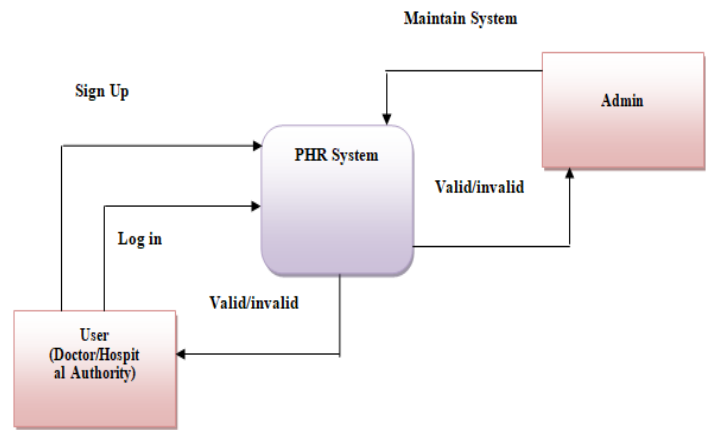 Maintain System
Sign Up
Admin
PHR System
Valid/invalid
Log in
Valid/invalid
User
(Doctor/Hospit
al Authority)